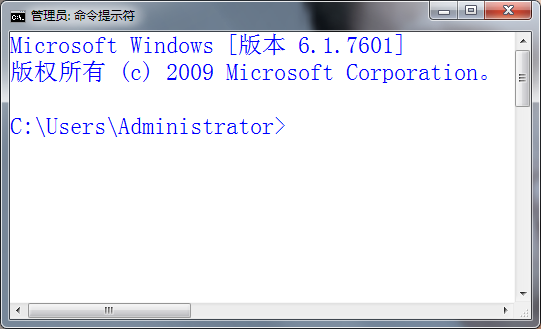 管理员: 命令提示符
Microsoft Windows [版本 6.1.7601]
版权所有 (c) 2009 Microsoft Corporation。
C:\Users\Administrator>